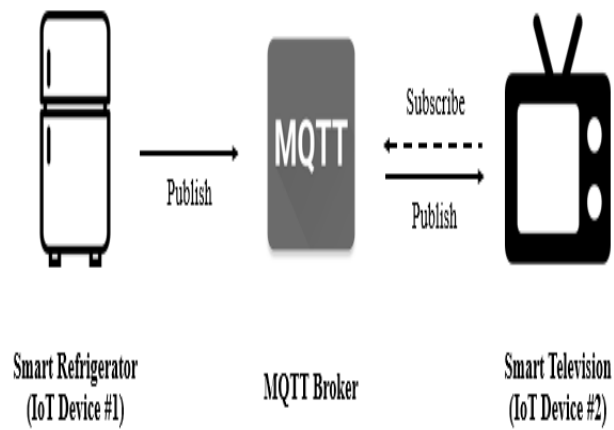 MQTT
Subscribe
Publish
Publish
Smart Refrigerator
(IoT Device #1)
MQTT Broker
Smart Television
(IoT Device #2)